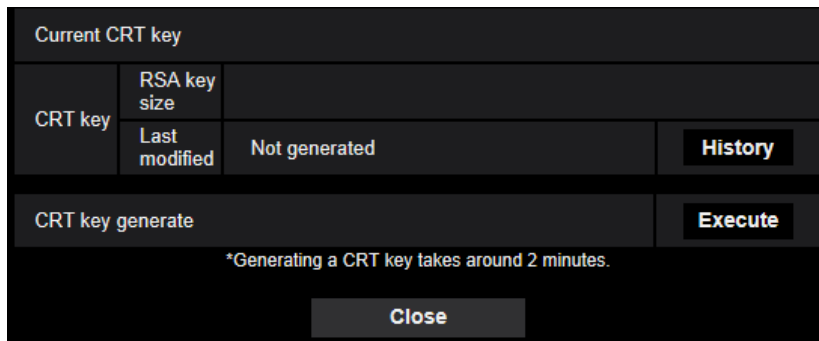 Current CRT key
CRT key
RSA key
size
Last
modified
Not generated
History
CRT key generate
Execute
*Generating a CRT key takes around 2 minutes.
Close